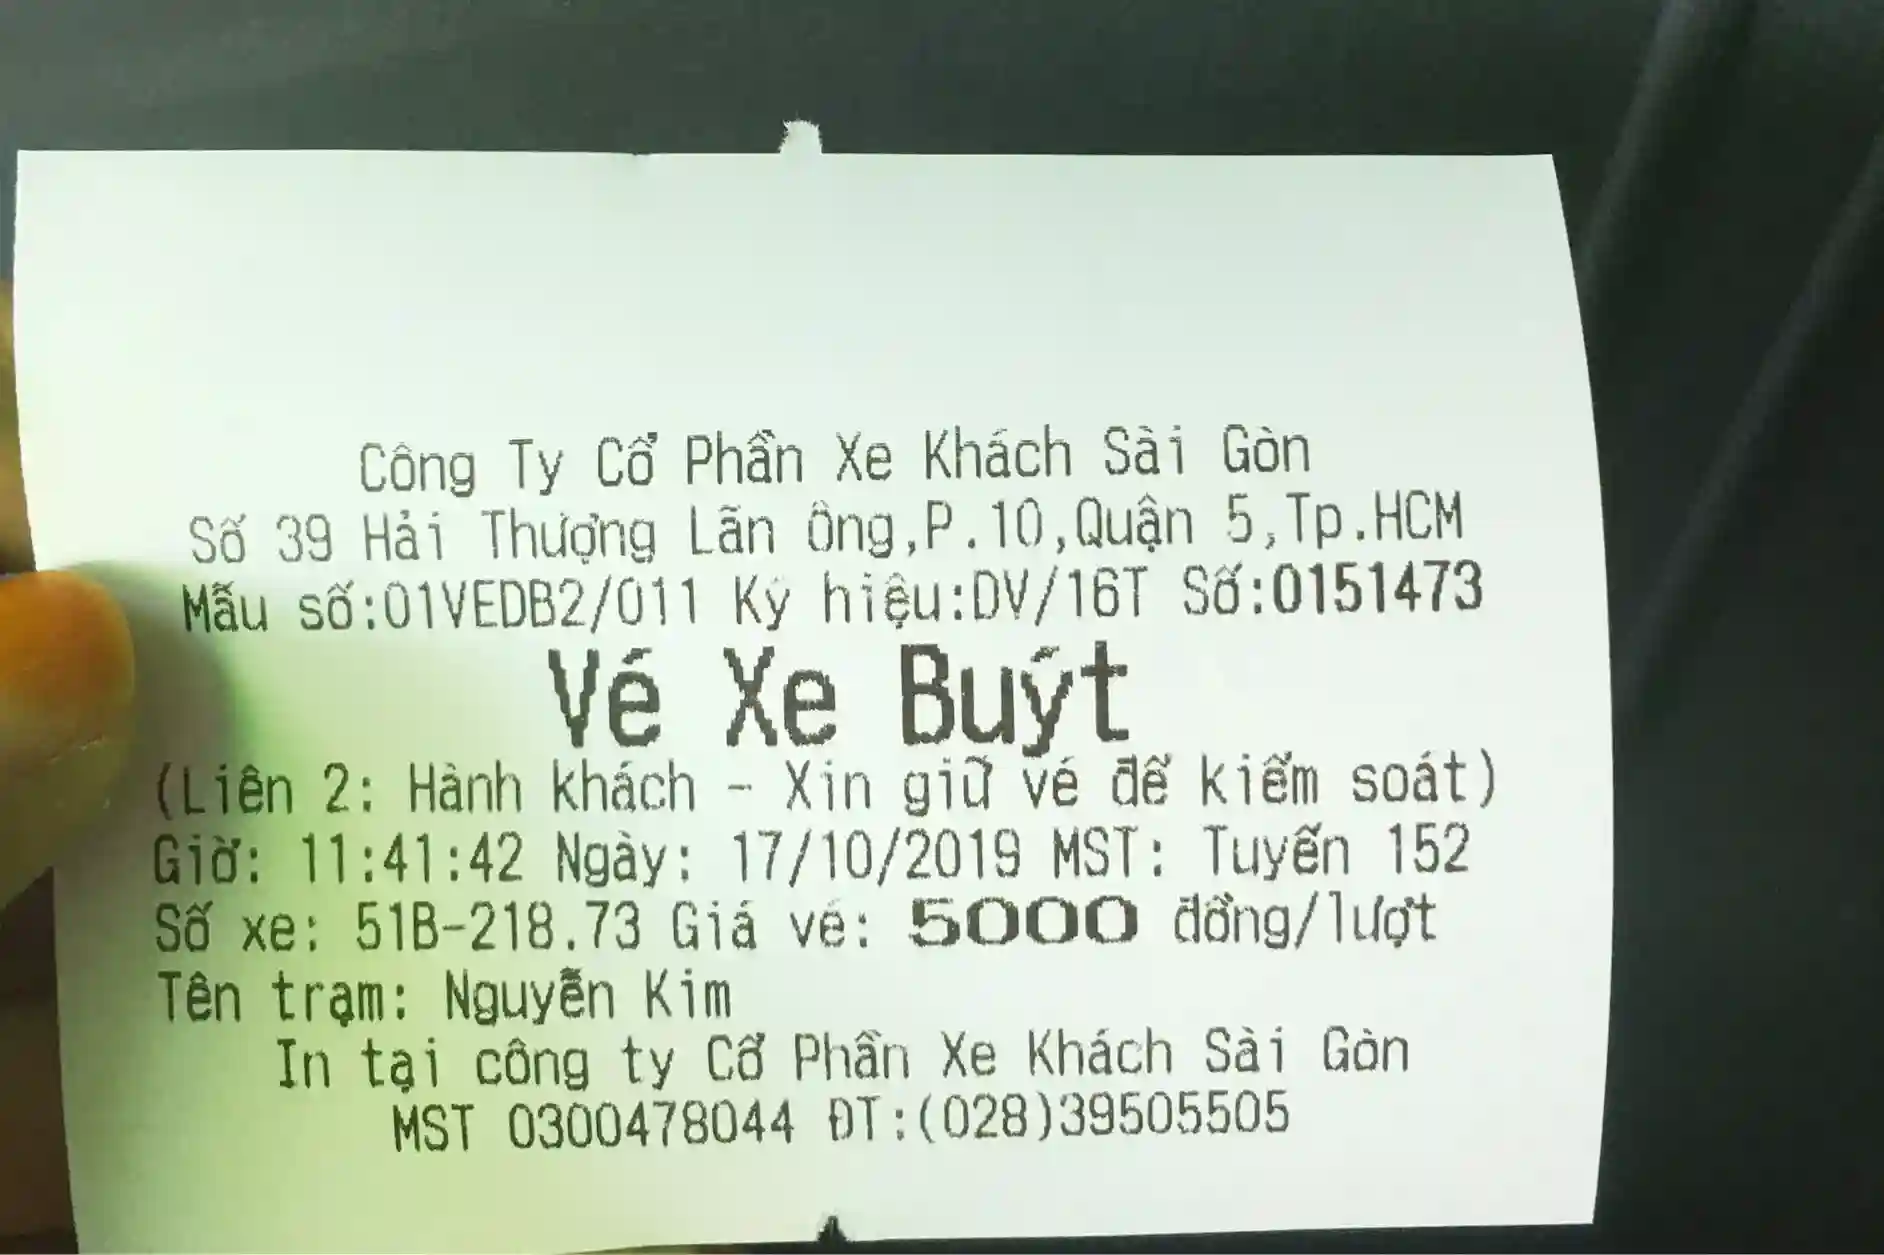 Công Ty Cổ Phần Xe Khách Sài Gòn
Số 39 Hải Thượng Lãn Ông,P.10,Quận 5,Tp.HCM
Mẫu số:01VEDB2/011 Ký hiệu:DV/16T Số:0151473
Vé Xe Buýt
(Liên 2: Hành khách - Xin giữ vé để kiểm soát)
Giờ: 11:41:42 Ngày: 17/10/2019 MST: Tuyến 152
Số xe: 51B-218.73 Giá vé: 5000 đồng/lượt
Tên trạm: Nguyễn Kim
In tại công ty Cổ Phần Xe Khách Sài Gòn
MST 0300478044 ĐT:(028)39505505